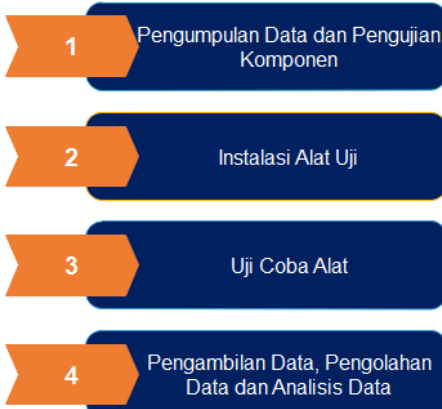 1
Pengumpulan Data dan Pengujian
Komponen
2
Instalasi Alat Uji
3
Uji Coba Alat
4
Pengambilan Data, Pengolahan
Data dan Analisis Data